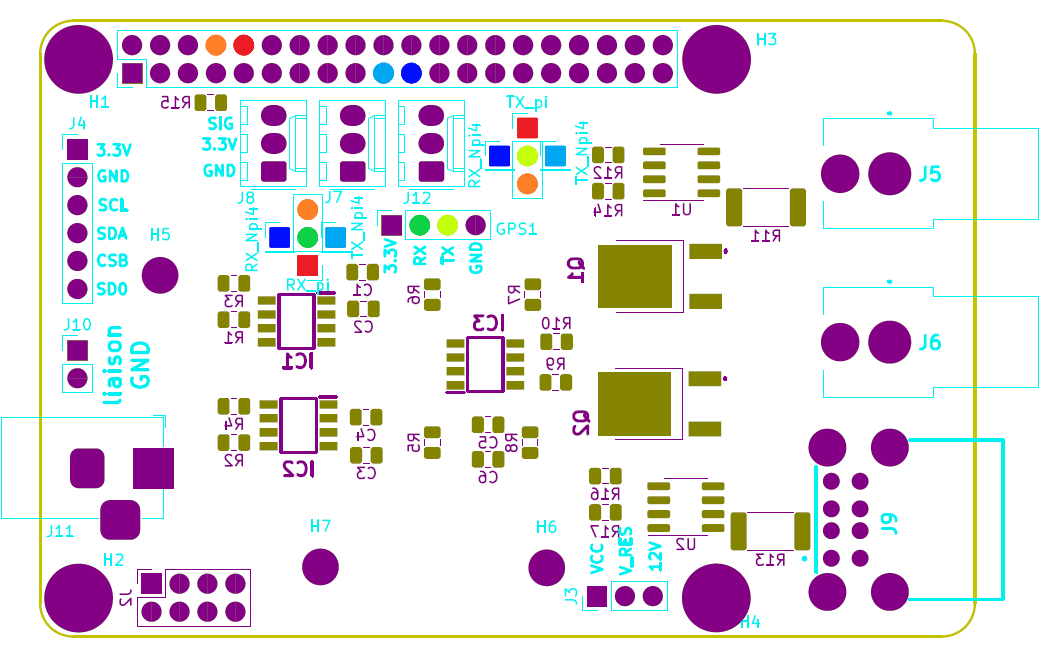 H3
H1
R15
TX_pi
J4
SIG
3.3V
GND
3.3V
GND
SCL
SDA
CSB
SDO
RX_Npi4
TX_Npi4
R12
R14
U1
R11
J5
J8
J7
J12
RX_Npi4
TX_Npi4
GPS1
3.3V
RX
TX
GND
H5
RX_pi
C1
C2
R3
R1
R6
R7
Q1
IC1
IC3
R10
R9
J6
J10
liaison
GND
R4
R2
C4
C3
IC2
R5
C5
C6
R8
Q2
J11
R16
R17
U2
R13
J9
H7
H6
H2
J2
VCC
V_RES
12V
J3
H4